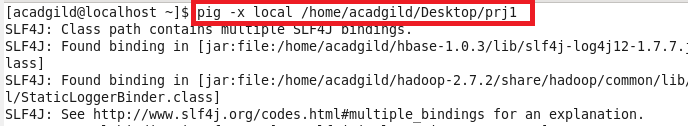 [acadgild@localhost ~]$ pig -x local /home/acadgild/Desktop/prj1
SLF4J: Class path contains multiple SLF4J bindings.
SLF4J: Found binding in [jar:file:/home/acadgild/hbase-1.0.3/lib/slf4j-log4j12-1.7.7.j
lass]
SLF4J: Found binding in [jar:file:/home/acadgild/hadoop-2.7.2/share/hadoop/common/lib/
l/StaticLoggerBinder.class]
SLF4J: See http://www.slf4j.org/codes.html#multiple_bindings for an explanation.